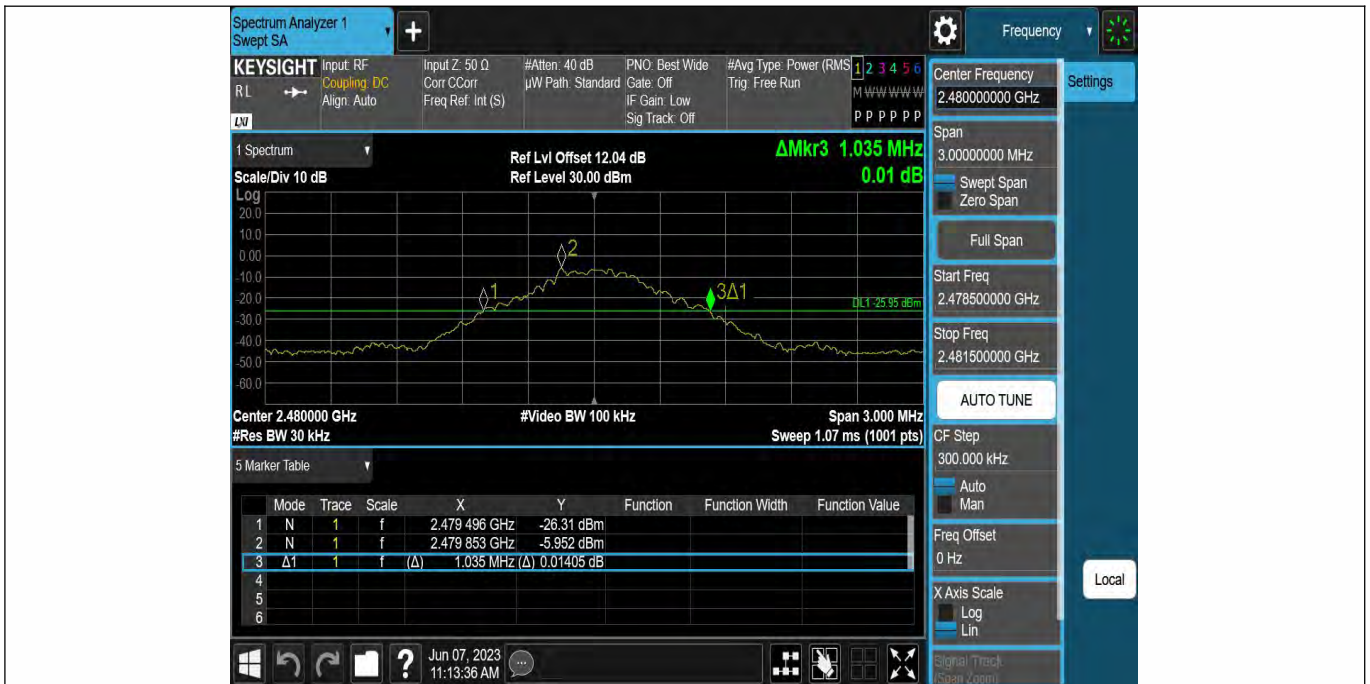 Spectrum Analyzer 1
Swept SA
+
Frequency
KEYSIGHT
RL
LXI
Input: RF
Coupling: DC
Align: Auto
Input Z: 50 Ω
Corr CCorr
Freq Ref: Int (S)
#Atten: 40 dB
µW Path: Standard
PNO: Best Wide
Gate: Off
IF Gain: Low
Sig Track: Off
#Avg Type: Power (RMS
Trig: Free Run
1 2 3 4 5 6
M W W W W W
P P P P P P
1 Spectrum
Scale/Div 10 dB
Ref Lvl Offset 12.04 dB
Ref Level 30.00 dBm
ΔMkr3 1.035 MHz
0.01 dB
Log
20.0
10.0
0.00
-10.0
-20.0
-30.0
-40.0
-50.0
-60.0
2
1
3Δ1
DL1 -25.95 dBm
Center 2.480000 GHz
#Video BW 100 kHz
Span 3.000 MHz
#Res BW 30 kHz
Sweep 1.07 ms (1001 pts)
5 Marker Table
Mode Trace Scale X Y Function Function Width Function Value
1 N 1 f 2.479 496 GHz -26.31 dBm
2 N 1 f 2.479 853 GHz -5.952 dBm
3 Δ1 1 f (Δ) 1.035 MHz (Δ) 0.01405 dB
4
5
6
?
Jun 07, 2023
11:13:36 AM
Center Frequency
2.480000000 GHz
Settings
Span
3.00000000 MHz
Swept Span
Zero Span
Full Span
Start Freq
2.478500000 GHz
Stop Freq
2.481500000 GHz
AUTO TUNE
CF Step
300.000 kHz
Auto
Man
Freq Offset
0 Hz
Local
X Axis Scale
Log
Lin
Signal Track
(Span Zoom)